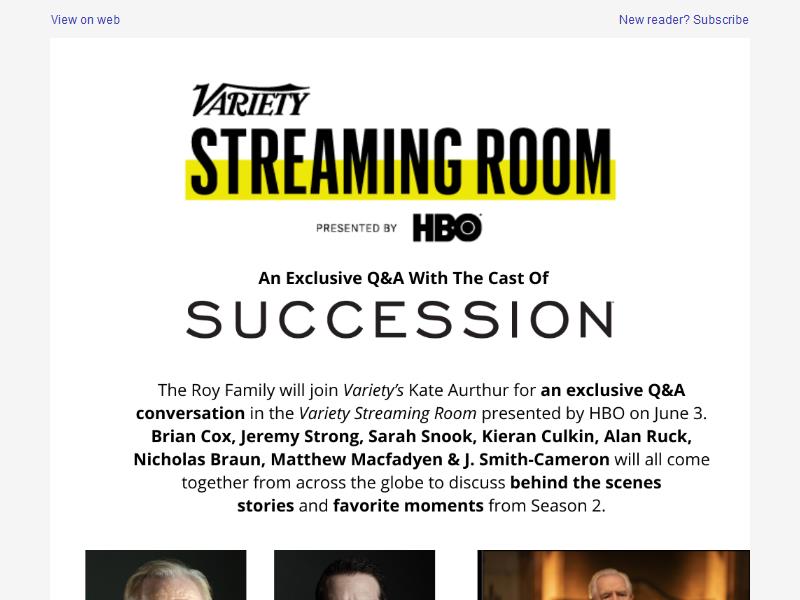 View on web
New reader? Subscribe
VARIETY
STREAMING ROOM
PRESENTED BY HBO
An Exclusive Q&A With The Cast Of
SUCCESSION
The Roy Family will join Variety's Kate Aurthur for an exclusive Q&A
conversation in the Variety Streaming Room presented by HBO on June 3.
Brian Cox, Jeremy Strong, Sarah Snook, Kieran Culkin, Alan Ruck,
Nicholas Braun, Matthew Macfadyen & J. Smith-Cameron will all come
together from across the globe to discuss behind the scenes
stories and favorite moments from Season 2.